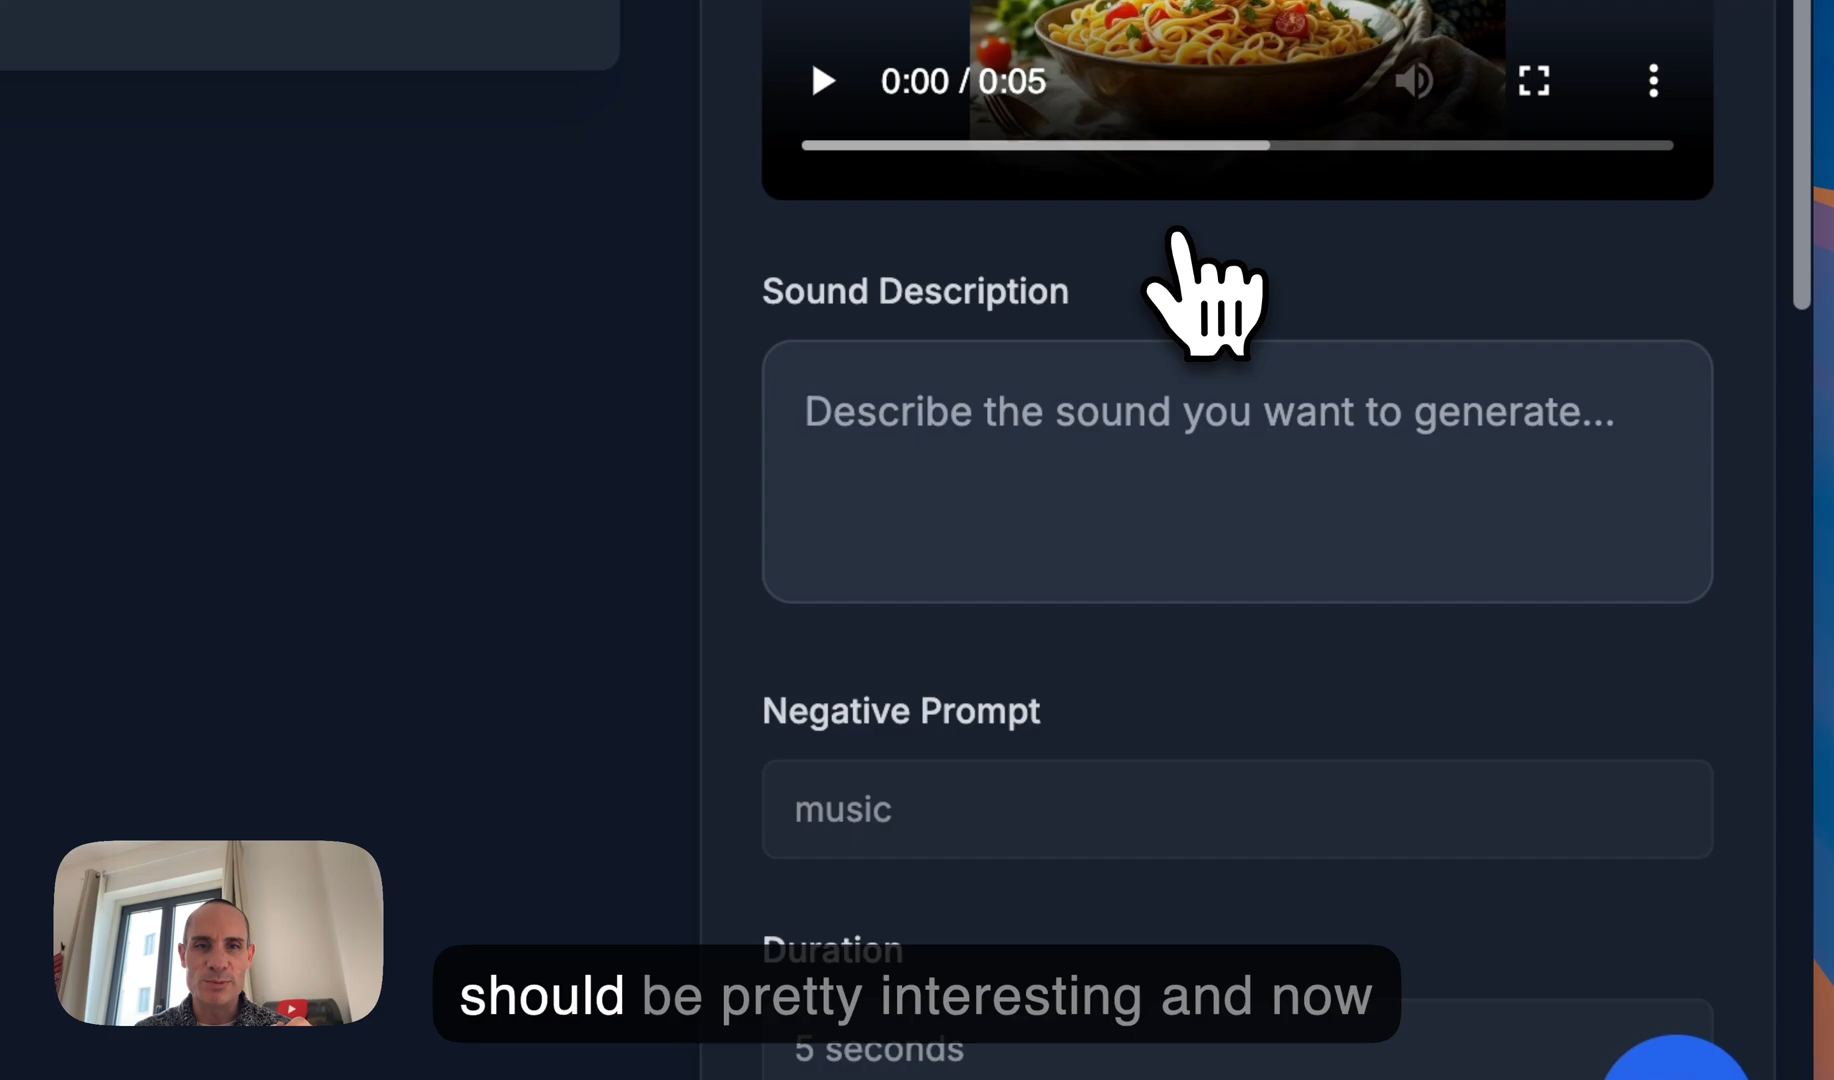 0:00 / 0:05
Sound Description
Describe the sound you want to generate...
Negative Prompt
music
Duration
should be pretty interesting and now
5 seconds